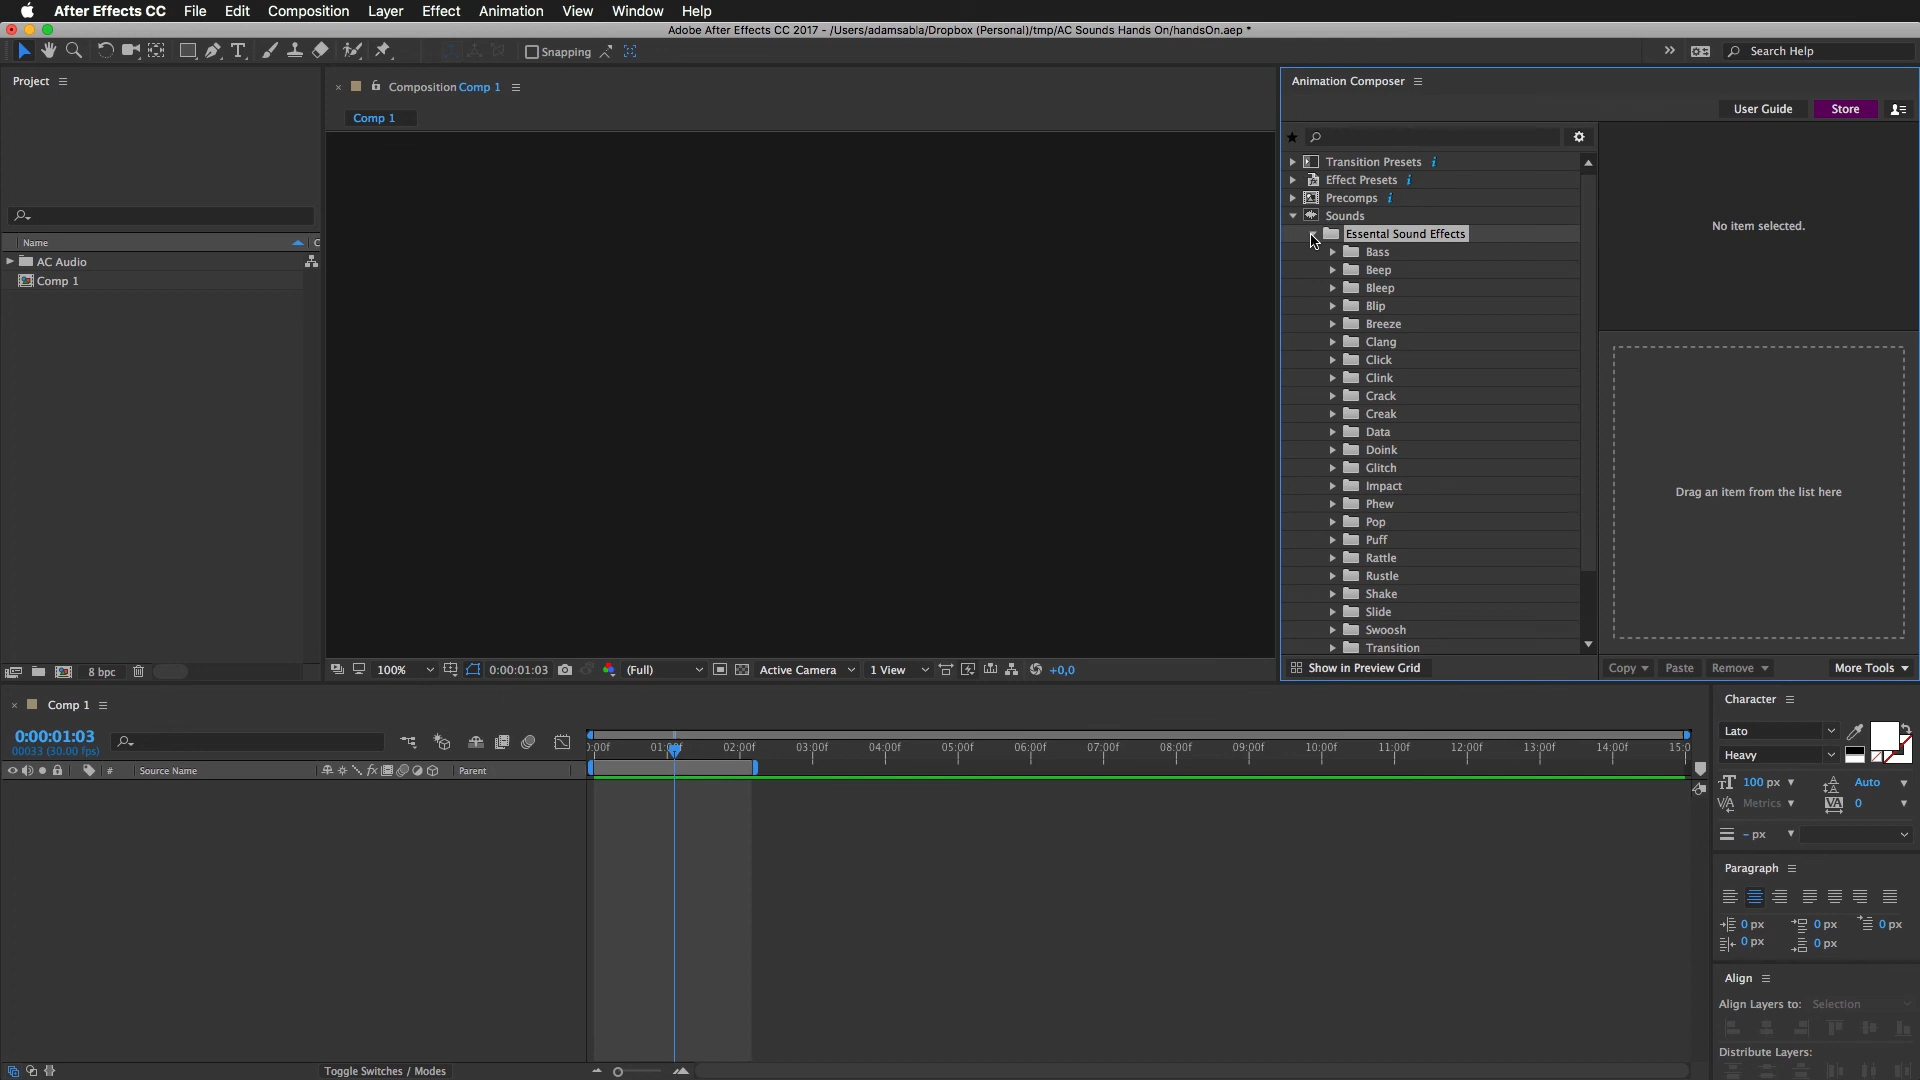 After Effects CC File Edit Composition Layer Effect Animation View Window Help
Adobe After Effects CC 2017 - /Users/adamsabla/Dropbox (Personal)/tmp/AC Sounds Hands On/handsOn.aep *
Snapping
Search Help
Project
Composition Comp 1
Comp 1
Name
AC Audio
Comp 1
8 bpc
100%
0:00:01:03
(Full)
Active Camera
1 View
+0,0
Animation Composer
User Guide
Store
Transition Presets i
Effect Presets i
Precomps i
Sounds
Essental Sound Effects
Bass
Beep
Bleep
Blip
Breeze
Clang
Click
Clink
Crack
Creak
Data
Doink
Glitch
Impact
Phew
Pop
Puff
Rattle
Rustle
Shake
Slide
Swoosh
Transition
Show in Preview Grid
No item selected.
Drag an item from the list here
Copy
Paste
Remove
More Tools
Comp 1
0:00:01:03
00033 (30.00 fps)
# Source Name
Parent
):00f 01:00f 02:00f 03:00f 04:00f 05:00f 06:00f 07:00f 08:00f 09:00f 10:00f 11:00f 12:00f 13:00f 14:00f 15:0
Toggle Switches / Modes
Character
Lato
Heavy
100 px
Auto
Metrics
0
- px
Paragraph
0 px
0 px
0 px
0 px
0 px
Align
Align Layers to: Selection
Distribute Layers: